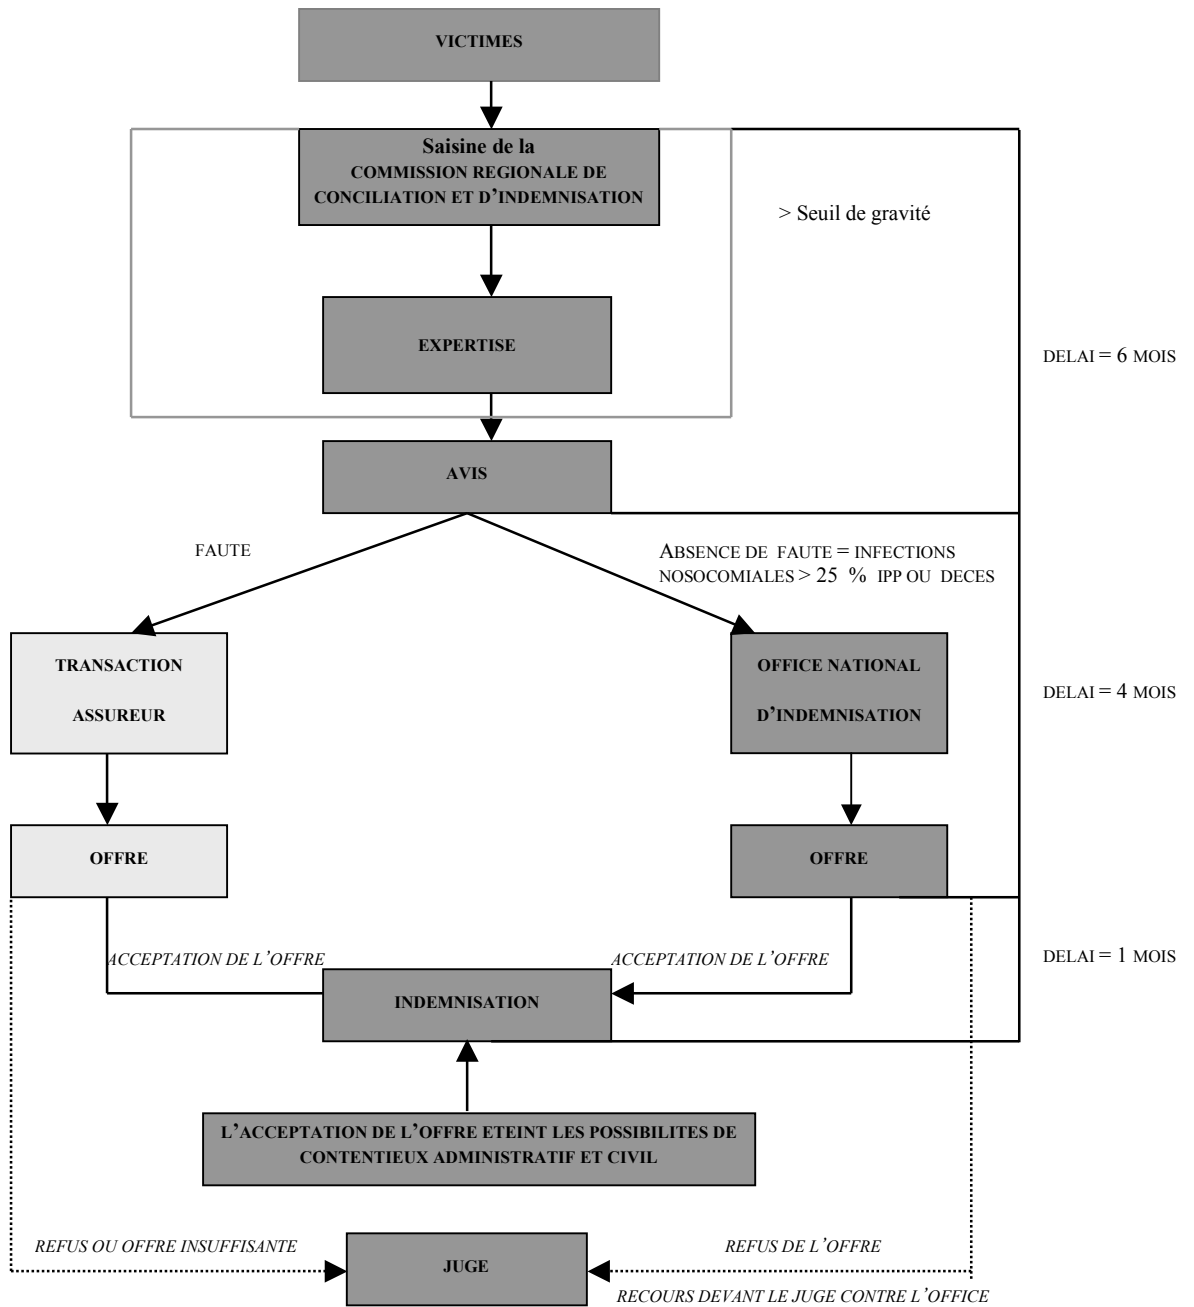 VICTIMES
Saisine de la
COMMISSION REGIONALE DE
CONCILIATION ET D’INDEMNISATION
> Seuil de gravité
EXPERTISE
DELAI = 6 MOIS
AVIS
FAUTE
ABSENCE DE FAUTE = INFECTIONS
NOSOCOMIALES > 25 % IPP OU DECES
TRANSACTION
ASSUREUR
OFFICE NATIONAL
D’INDEMNISATION
DELAI = 4 MOIS
OFFRE
OFFRE
ACCEPTATION DE L’OFFRE
ACCEPTATION DE L’OFFRE
DELAI = 1 MOIS
INDEMNISATION
L’ACCEPTATION DE L’OFFRE ETEINT LES POSSIBILITES DE
CONTENTIEUX ADMINISTRATIF ET CIVIL
REFUS OU OFFRE INSUFFISANTE
REFUS DE L’OFFRE
JUGE
RECOURS DEVANT LE JUGE CONTRE L’OFFICE